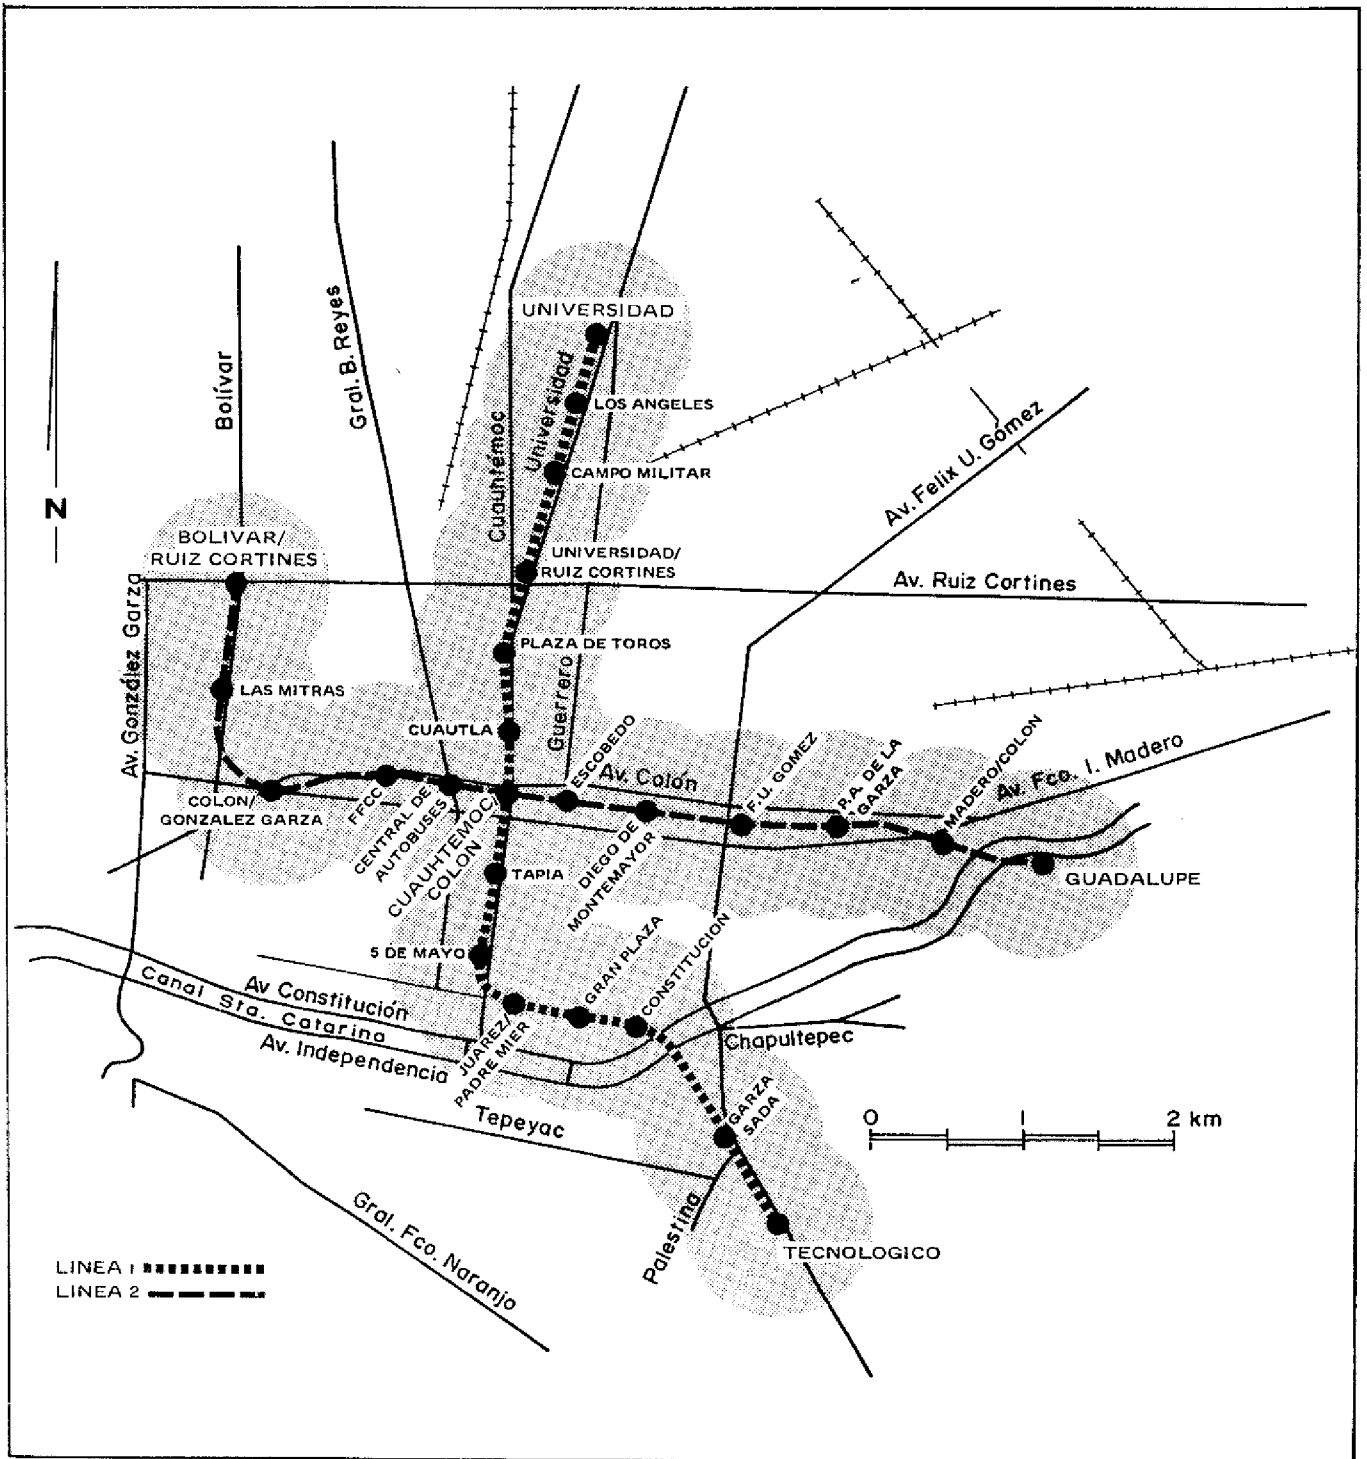 UNIVERSIDAD
Universidad
LOS ANGELES
CAMPO MILITAR
Gral. B. Reyes
Bolívar
Cuauhtémoc
Av. Felix U. Gómez
N
BOLIVAR/
RUIZ CORTINES
UNIVERSIDAD/
RUIZ CORTINES
Av. Ruiz Cortines
Av. González Garza
PLAZA DE TOROS
LAS MITRAS
Guerrero
CUAUTLA
ESCOBEDO
Av. Colón
F.U. GOMEZ
P.A. DE LA
GARZA
MADERO/COLON
Av. Fco. I. Madero
COLON/
GONZALEZ GARZA
FFCC
CENTRAL DE
AUTOBUSES
CUAUHTEMOC/
COLON
DIEGO DE
MONTEMAYOR
TAPIA
GUADALUPE
5 DE MAYO
GRAN PLAZA
CONSTITUCION
Av Constitución
Canal Sta. Catarina
Av. Independencia
JUAREZ/
PADRE MIER
Chapultepec
GARZA
SADA
Tepeyac
0 1 2 km
Palestina
TECNOLOGICO
Gral. Fco. Naranjo
LINEA 1
LINEA 2